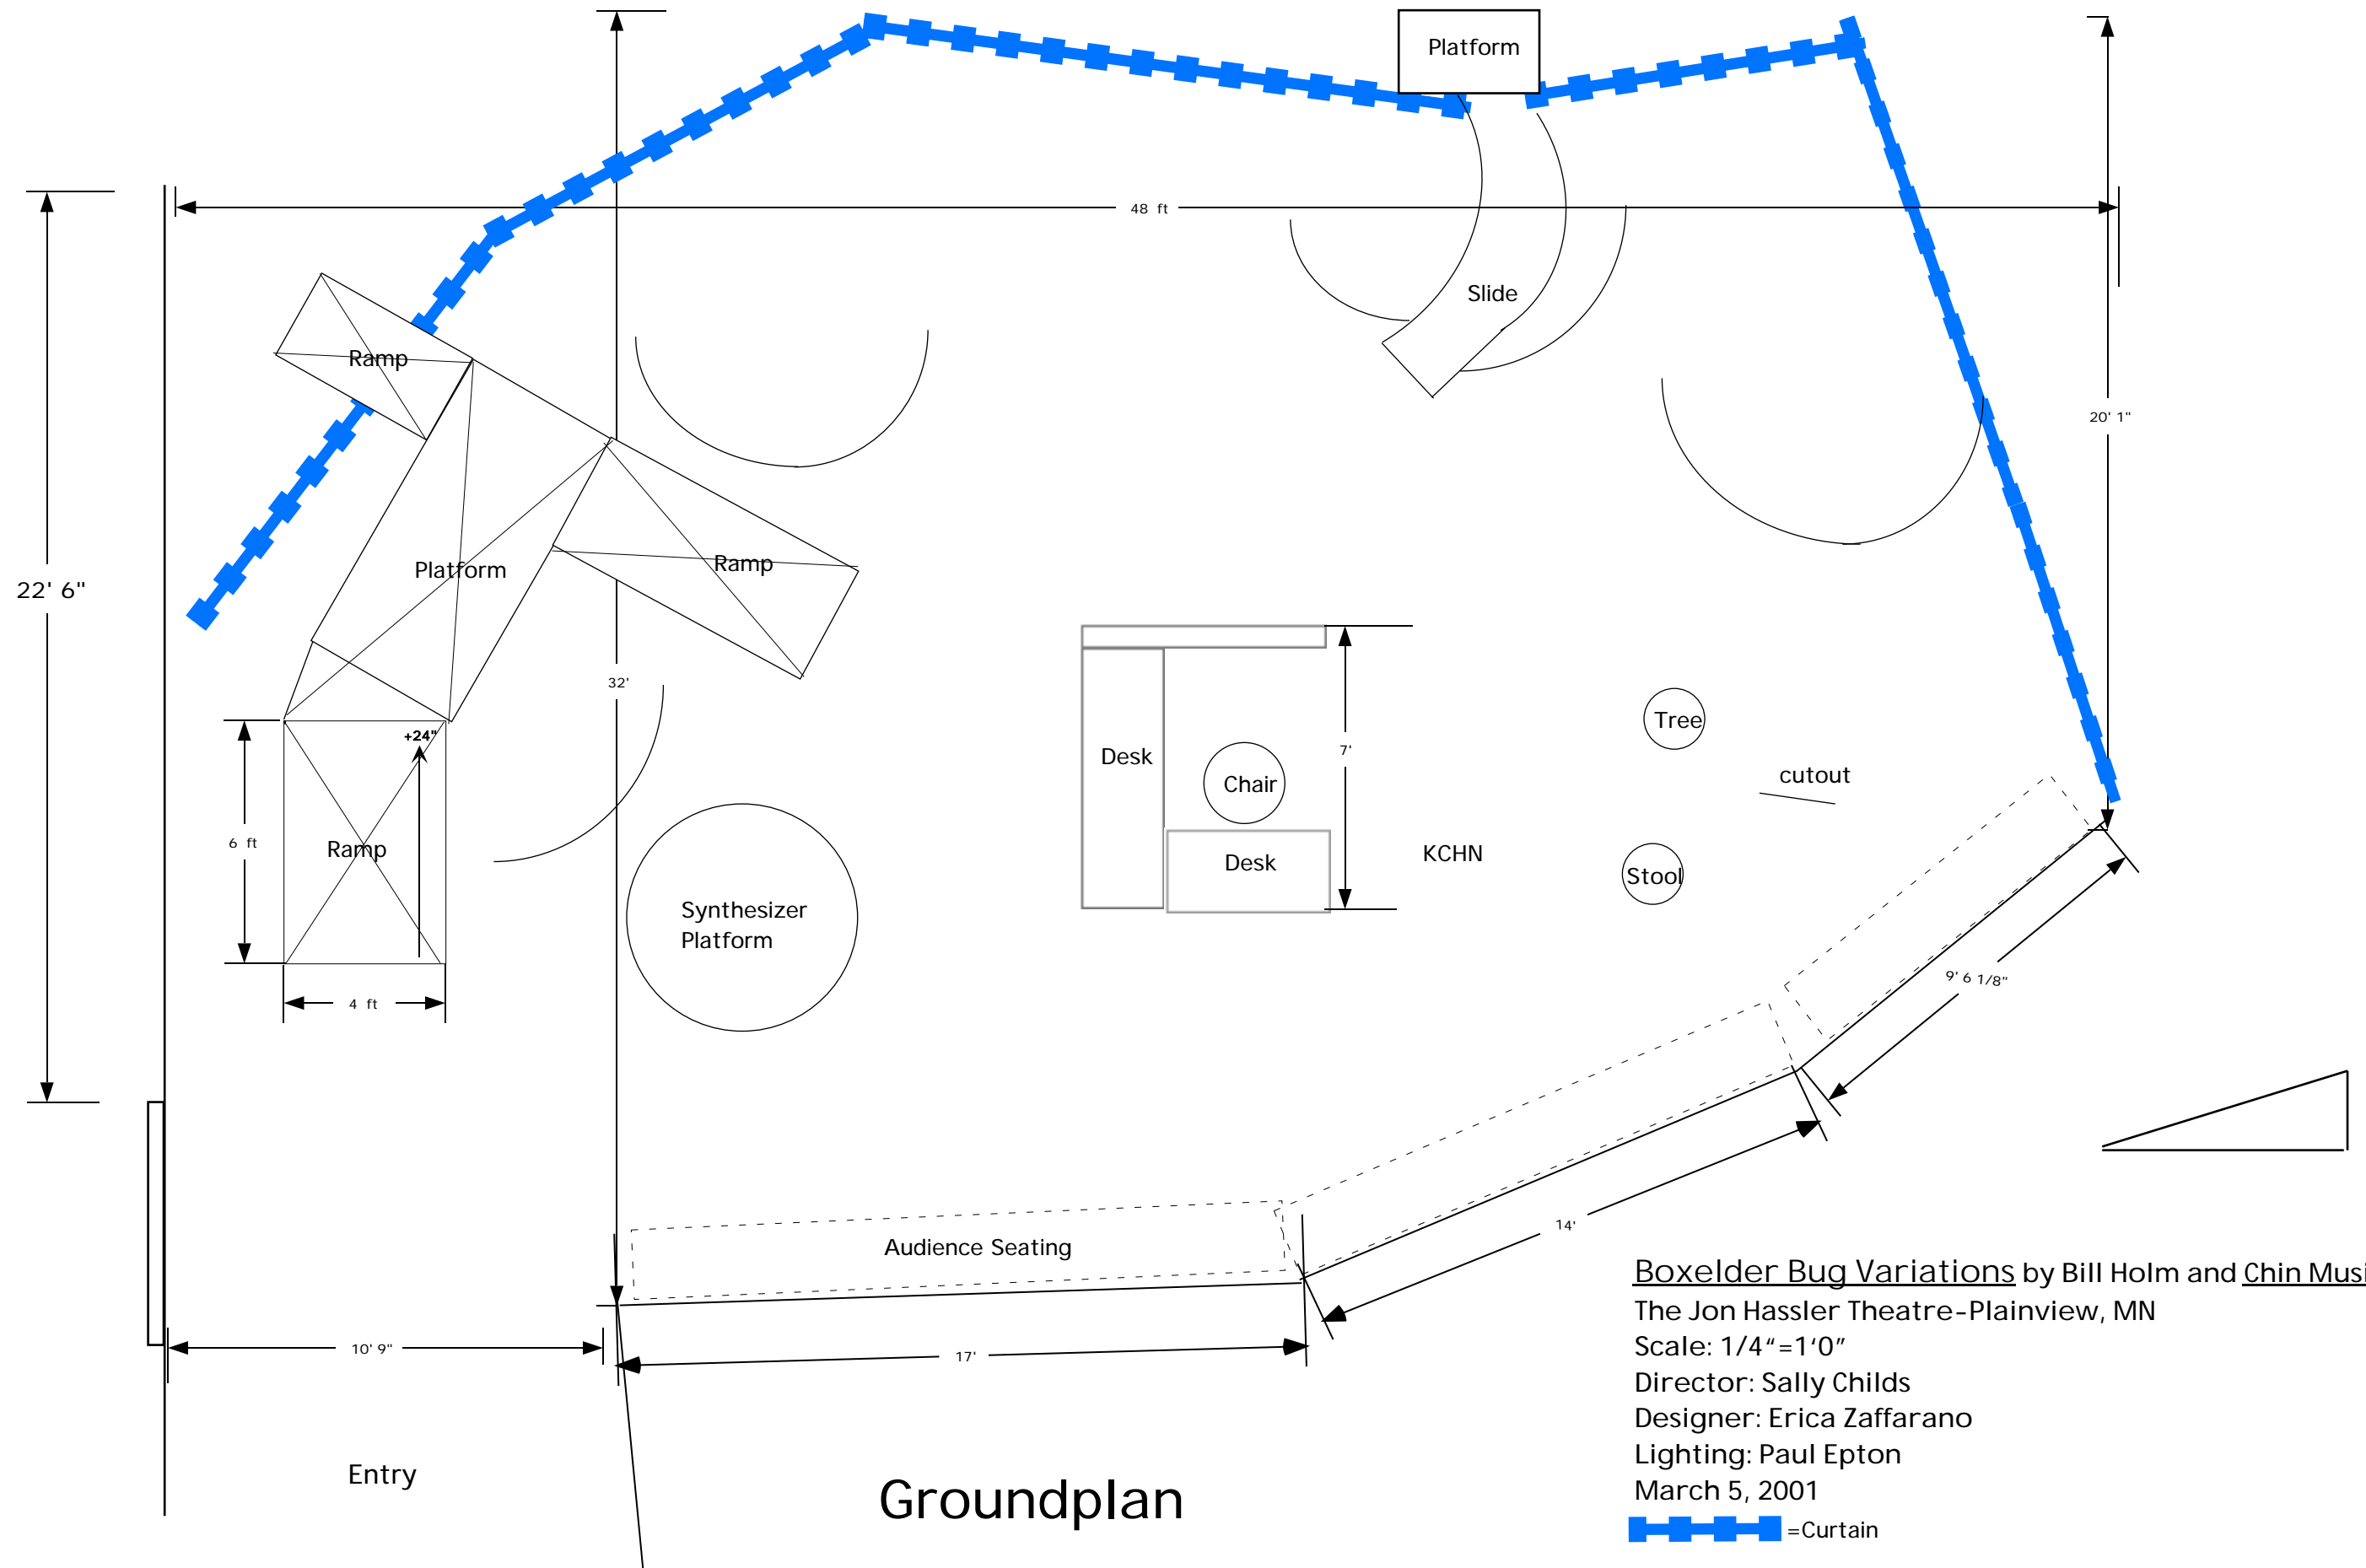 Platform
48 ft
Slide
Ramp
20' 1"
Ramp
Platform
22' 6"
32'
Tree
+24"
7'
Desk
cutout
Chair
6 ft
Ramp
KCHN
Desk
Stool
Synthesizer
Platform
9' 6 1/8"
4 ft
14'
Audience Seating
10' 9"
17'
Boxelder Bug Variations by Bill Holm and Chin Musi
The Jon Hassler Theatre-Plainview, MN
Scale: 1/4"=1'0"
Director: Sally Childs
Designer: Erica Zaffarano
Lighting: Paul Epton
March 5, 2001
=Curtain
Entry
Groundplan